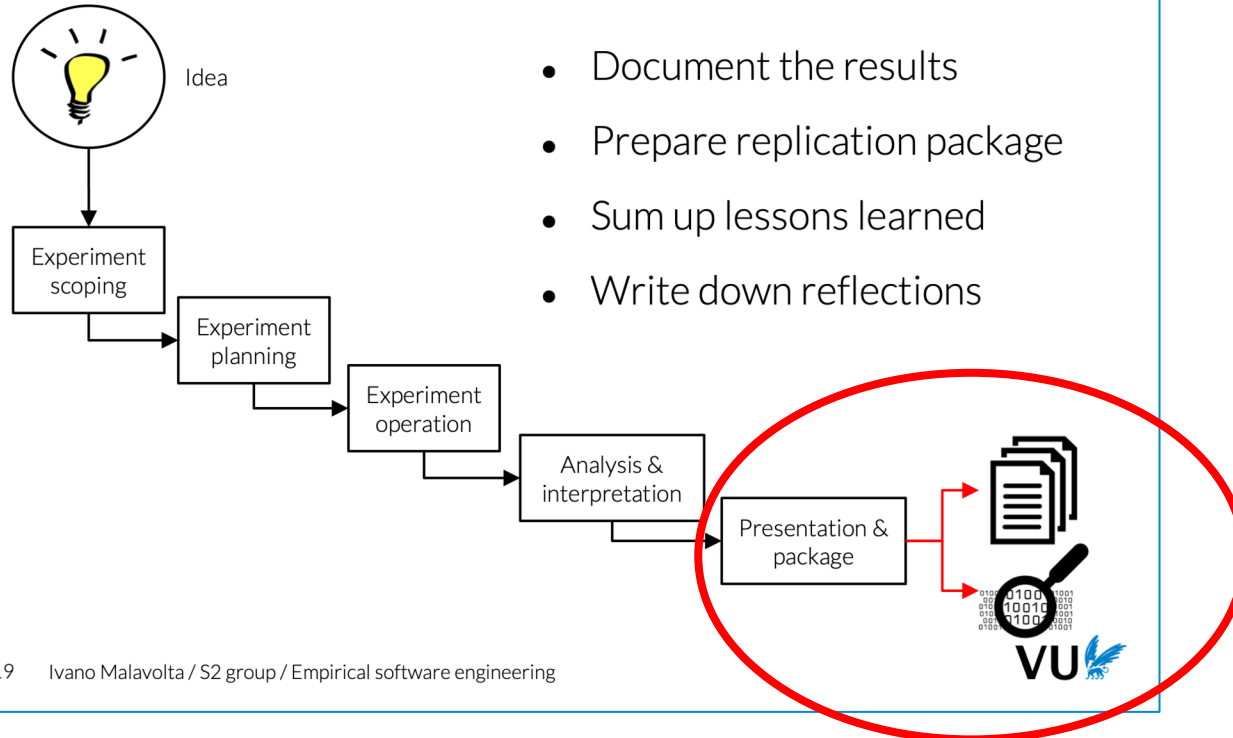 Idea
● Document the results
● Prepare replication package
● Sum up lessons learned
● Write down reflections
Experiment
scoping
Experiment
planning
Experiment
operation
Analysis &
interpretation
Presentation &
package
9 Ivano Malavolta / S2 group / Empirical software engineering
VU